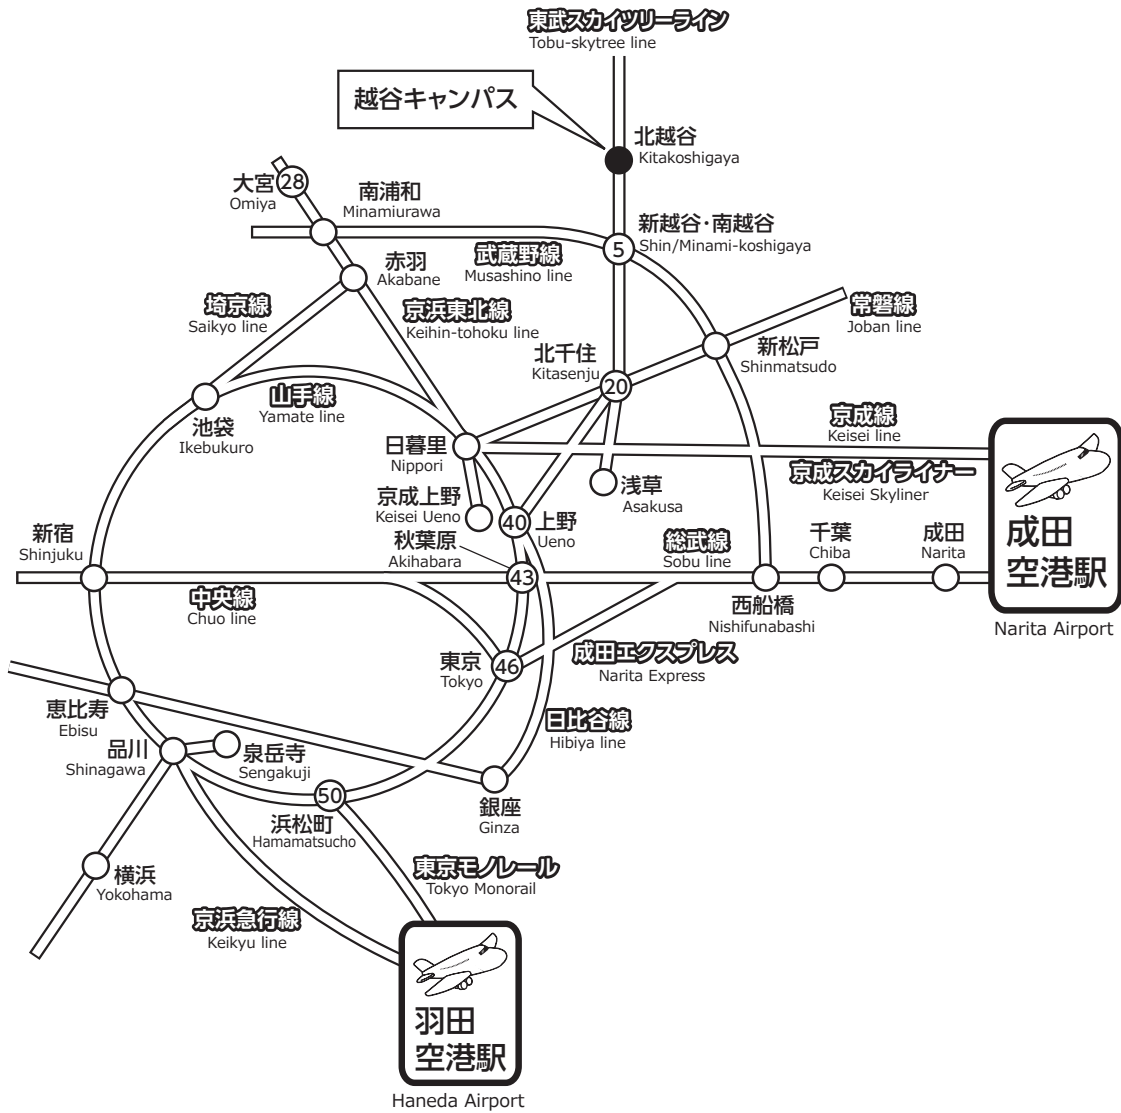 東武スカイツリーライン
Tobu-skytree line
越谷キャンパス
北越谷
Kitakoshigaya
大宮
Omiya
28
南浦和
Minamiurawa
新越谷・南越谷
Shin/Minami-koshigaya
5
武蔵野線
Musashino line
赤羽
Akabane
埼京線
Saikyo line
京浜東北線
Keihin-tohoku line
常磐線
Joban line
北千住
Kitasenju
20
新松戸
Shinmatsudo
山手線
Yamate line
池袋
Ikebukuro
日暮里
Nippori
京成線
Keisei line
京成スカイライナー
Keisei Skyliner
京成上野
Keisei Ueno
浅草
Asakusa
40
上野
Ueno
成田
空港駅
Narita Airport
新宿
Shinjuku
秋葉原
Akihabara
43
総武線
Sobu line
千葉
Chiba
成田
Narita
中央線
Chuo line
西船橋
Nishifunabashi
東京
Tokyo
46
成田エクスプレス
Narita Express
恵比寿
Ebisu
日比谷線
Hibiya line
品川
Shinagawa
泉岳寺
Sengakuji
50
浜松町
Hamamatsucho
銀座
Ginza
横浜
Yokohama
東京モノレール
Tokyo Monorail
京浜急行線
Keikyu line
羽田
空港駅
Haneda Airport